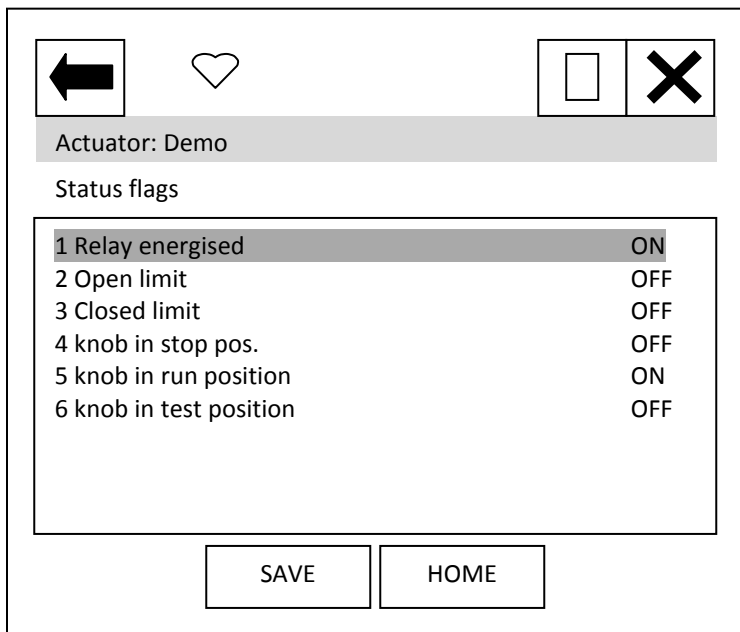 Actuator: Demo
Status flags
1 Relay energised ON
2 Open limit OFF
3 Closed limit OFF
4 knob in stop pos. OFF
5 knob in run position ON
6 knob in test position OFF
SAVE HOME